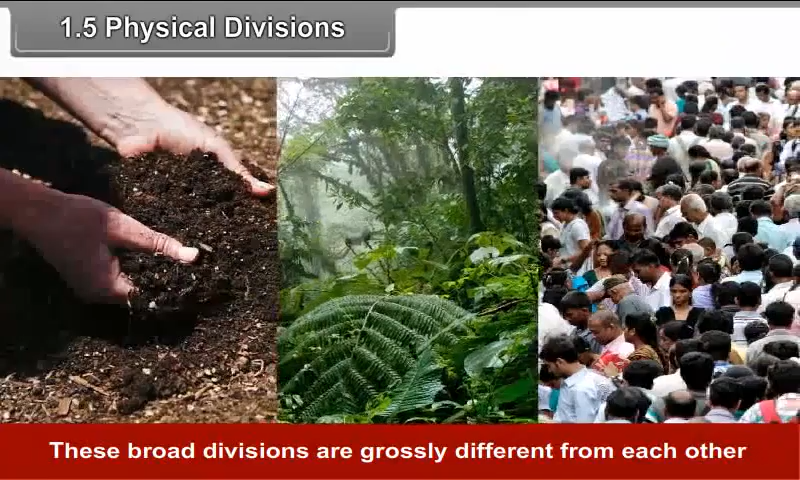 1.5 Physical Divisions
These broad divisions are grossly different from each other